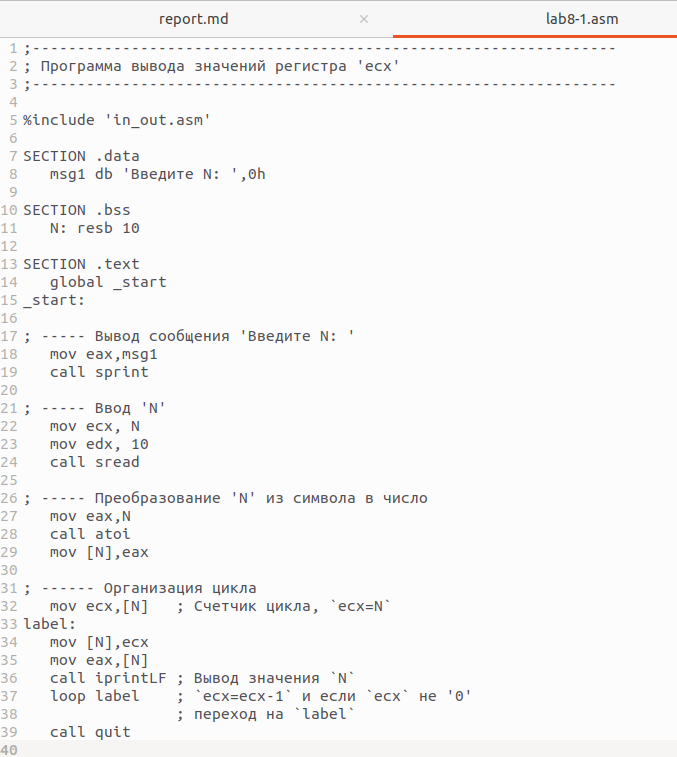 report.md × lab8-1.asm
1 ;-----------------------------------------------------------------
2 ; Программа вывода значений регистра 'ecx'
3 ;-----------------------------------------------------------------
4
5 %include 'in_out.asm'
6
7 SECTION .data
8    msg1 db 'Введите N: ',0h
9
10 SECTION .bss
11    N: resb 10
12
13 SECTION .text
14    global _start
15 _start:
16
17 ; ----- Вывод сообщения 'Введите N: '
18    mov eax,msg1
19    call sprint
20
21 ; ----- Ввод 'N'
22    mov ecx, N
23    mov edx, 10
24    call sread
25
26 ; ----- Преобразование 'N' из символа в число
27    mov eax,N
28    call atoi
29    mov [N],eax
30
31 ; ------ Организация цикла
32    mov ecx,[N]   ; Счетчик цикла, `ecx=N`
33 label:
34    mov [N],ecx
35    mov eax,[N]
36    call iprintLF ; Вывод значения `N`
37    loop label    ; `ecx=ecx-1` и если `ecx` не '0'
38                  ; переход на `label`
39    call quit
40